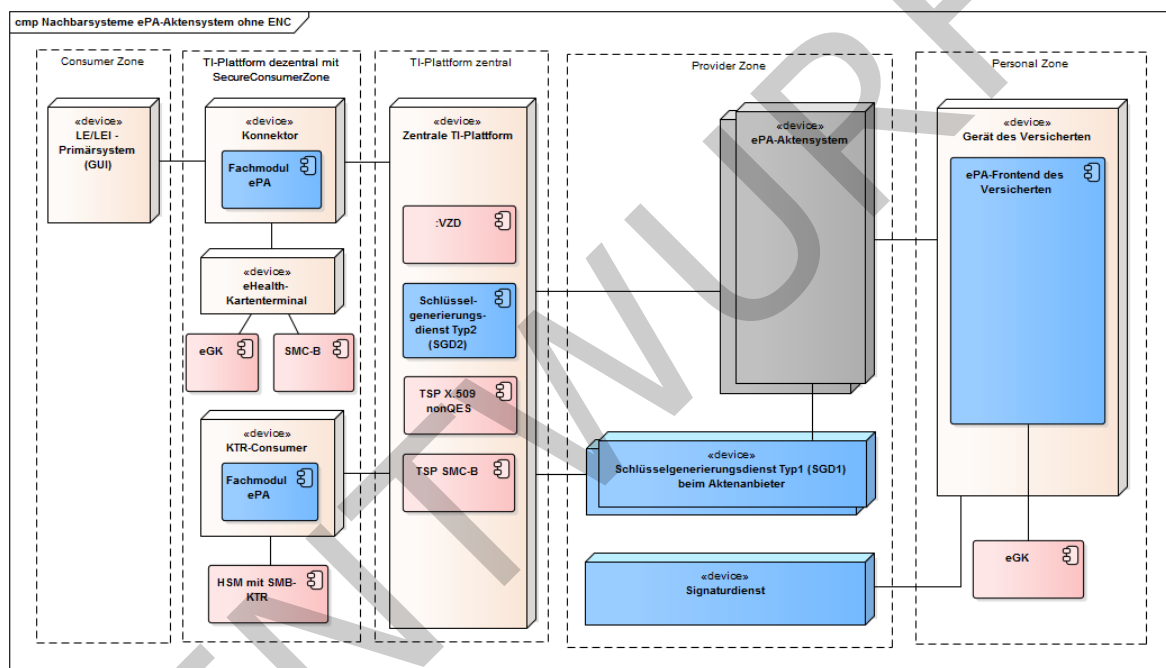 cmp Nachbarsysteme ePA-Aktensystem ohne ENC
Consumer Zone
«device»
LE/LEI -
Primärsystem
(GUI)
TI-Plattform dezentral mit
SecureConsumerZone
«device»
Konnektor
Fachmodul
ePA
«device»
eHealth-
Kartenterminal
eGK
SMC-B
«device»
KTR-Consumer
Fachmodul
ePA
HSM mit SMB-
KTR
TI-Plattform zentral
«device»
Zentrale TI-Plattform
:VZD
Schlüssel-
generierungs-
dienst Typ2
(SGD2)
TSP X.509
nonQES
TSP SMC-B
Provider Zone
«device»
ePA-Aktensystem
«device»
Schlüsselgenerierungsdienst Typ1 (SGD1)
beim Aktenanbieter
«device»
Signaturdienst
Personal Zone
«device»
Gerät des Versicherten
ePA-Frontend des
Versicherten
eGK
ENTWURF